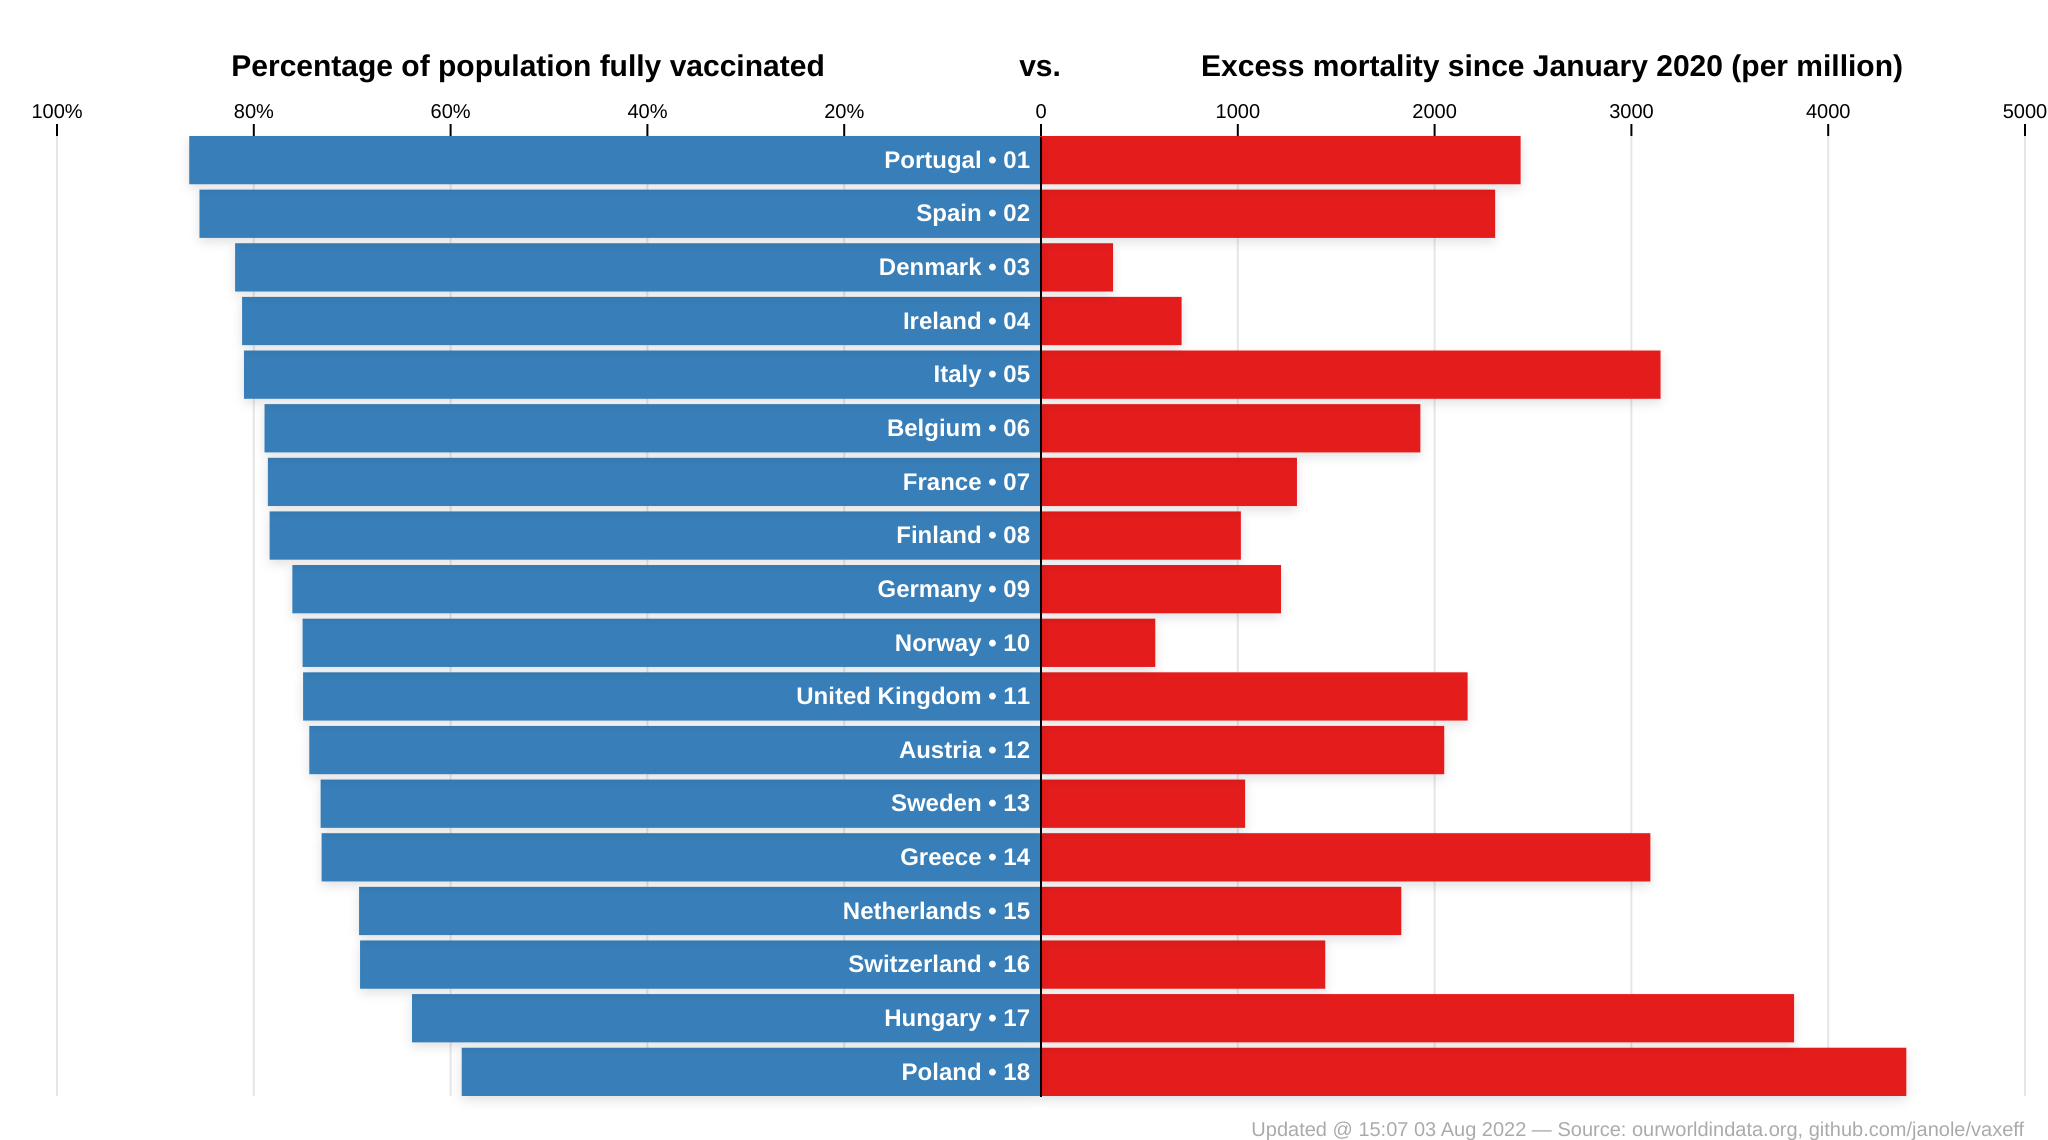 Percentage of population fully vaccinated vs. Excess mortality since January 2020 (per million)
100% 80% 60% 40% 20% 0 1000 2000 3000 4000 5000
Portugal • 01
Spain • 02
Denmark • 03
Ireland • 04
Italy • 05
Belgium • 06
France • 07
Finland • 08
Germany • 09
Norway • 10
United Kingdom • 11
Austria • 12
Sweden • 13
Greece • 14
Netherlands • 15
Switzerland • 16
Hungary • 17
Poland • 18
Updated @ 15:07 03 Aug 2022 — Source: ourworldindata.org, github.com/janole/vaxeff